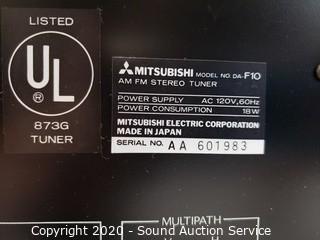 LISTED
UL
®
873G
TUNER
MITSUBISHI MODEL NO. DA-F10
AM FM STEREO TUNER
POWER SUPPLY AC 120V, 60Hz
POWER CONSUMPTION 18W
MITSUBISHI ELECTRIC CORPORATION
MADE IN JAPAN
SERIAL NO. AA 601983
MULTIPATH
V H
Copyright 2020 - Sound Auction Service